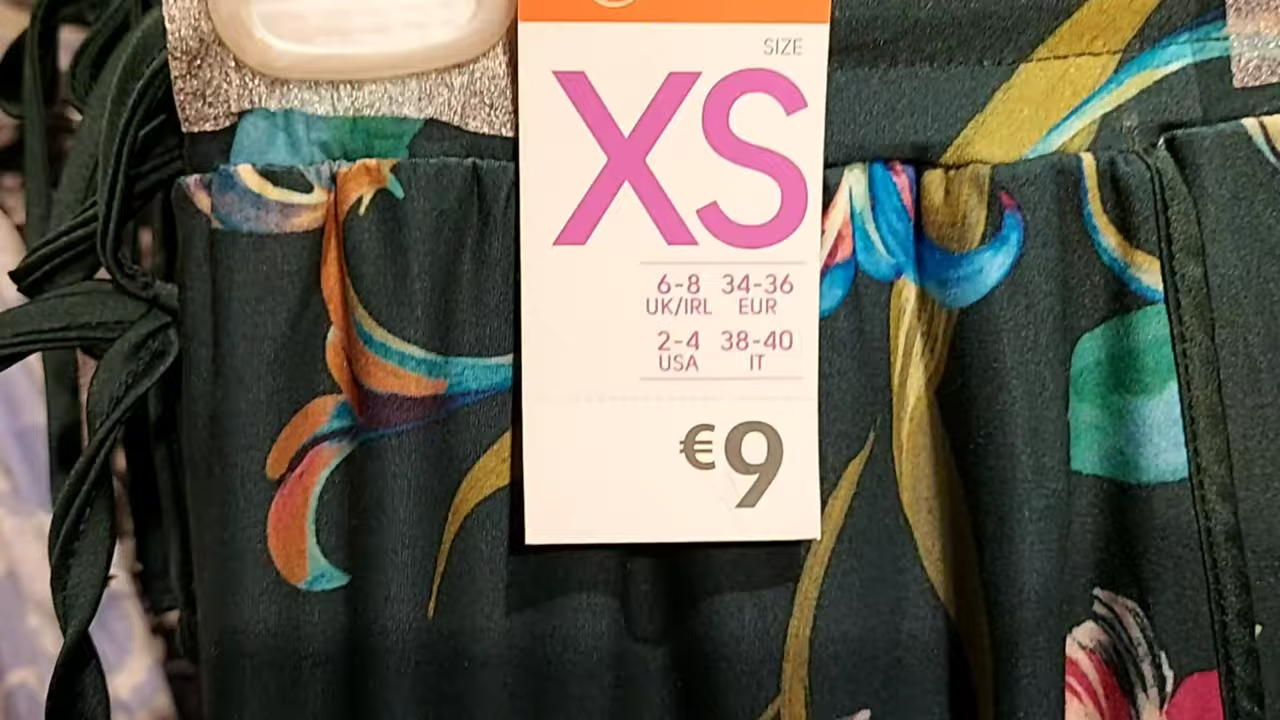 SIZE
XS
6-8 34-36
UK/IRL EUR
2-4 38-40
USA IT
€9